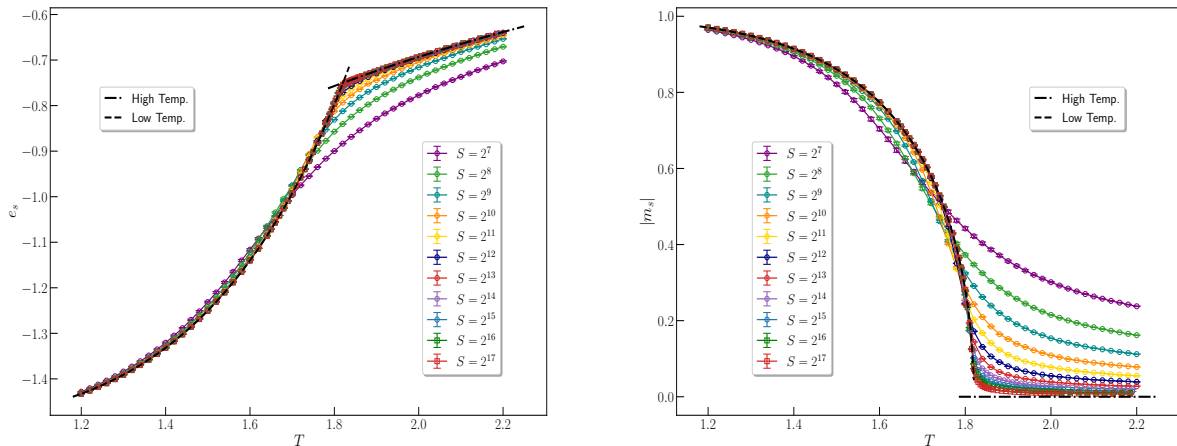 −0.6
−0.7
−0.8
−0.9
−1.0
−1.1
−1.2
−1.3
−1.4
e_s
High Temp.
Low Temp.
S = 2^7
S = 2^8
S = 2^9
S = 2^10
S = 2^11
S = 2^12
S = 2^13
S = 2^14
S = 2^15
S = 2^16
S = 2^17
1.2 1.4 1.6 1.8 2.0 2.2
T
1.0
0.8
0.6
0.4
0.2
0.0
|m_s|
High Temp.
Low Temp.
S = 2^7
S = 2^8
S = 2^9
S = 2^10
S = 2^11
S = 2^12
S = 2^13
S = 2^14
S = 2^15
S = 2^16
S = 2^17
1.2 1.4 1.6 1.8 2.0 2.2
T